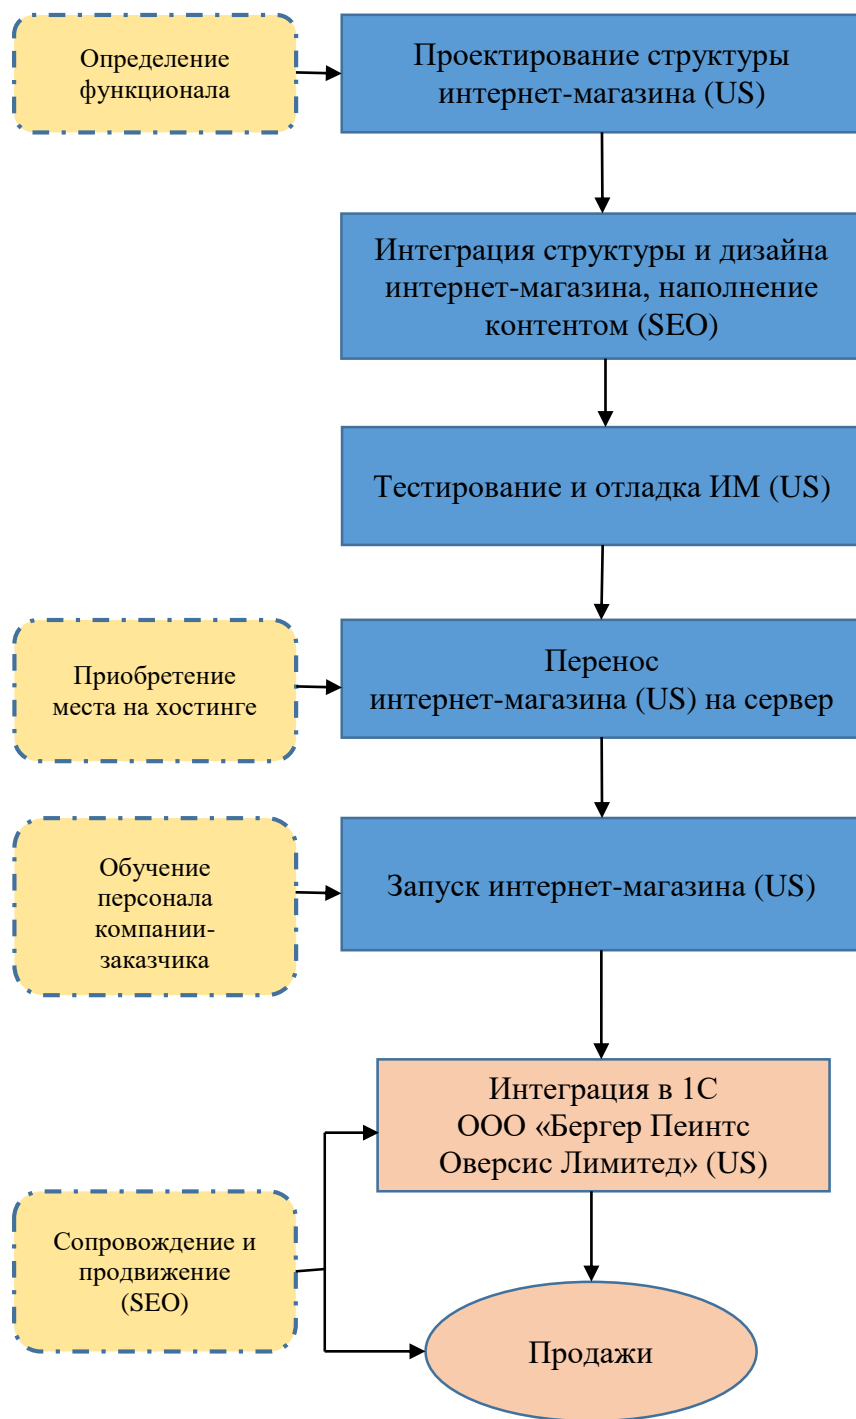 Определение
функционала
Проектирование структуры
интернет-магазина (US)
Интеграция структуры и дизайна
интернет-магазина, наполнение
контентом (SEO)
Тестирование и отладка ИМ (US)
Приобретение
места на хостинге
Перенос
интернет-магазина (US) на сервер
Обучение
персонала
компании-
заказчика
Запуск интернет-магазина (US)
Интеграция в 1С
ООО «Бергер Пеинтс
Оверсис Лимитед» (US)
Сопровождение и
продвижение
(SEO)
Продажи